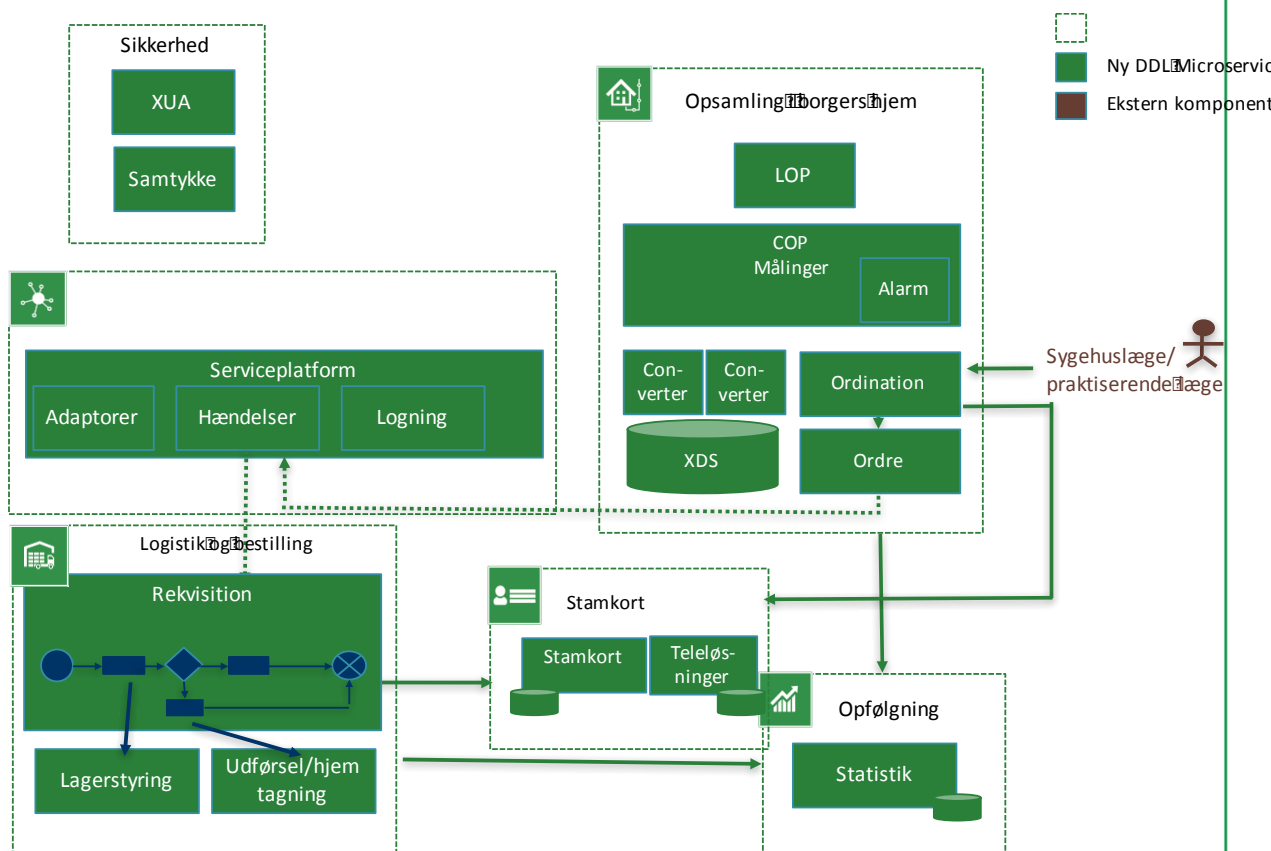 Sikkerhed
XUA
Samtykke
Opsamling borgers hjem
LOP
COP
Målinger
Alarm
Con-
verter
Con-
verter
Ordination
XDS
Ordre
Ny DDL Microservic
Ekstern komponent
Sygehuslæge/
praktiserende læge
Serviceplatform
Adaptorer
Hændelser
Logning
Logistik og bestilling
Rekvisition
Lagerstyring
Udførsel/hjem
tagning
Stamkort
Stamkort
Teleløs-
ninger
Opfølgning
Statistik